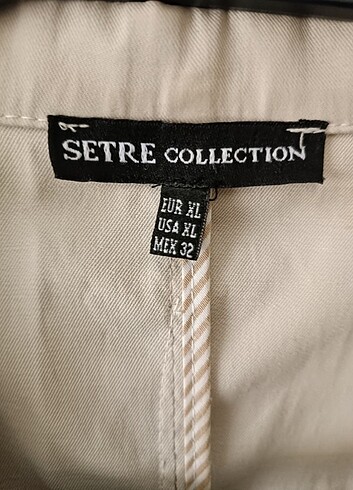 SETRE COLLECTION
EUR XL
USA XL
MEX 32